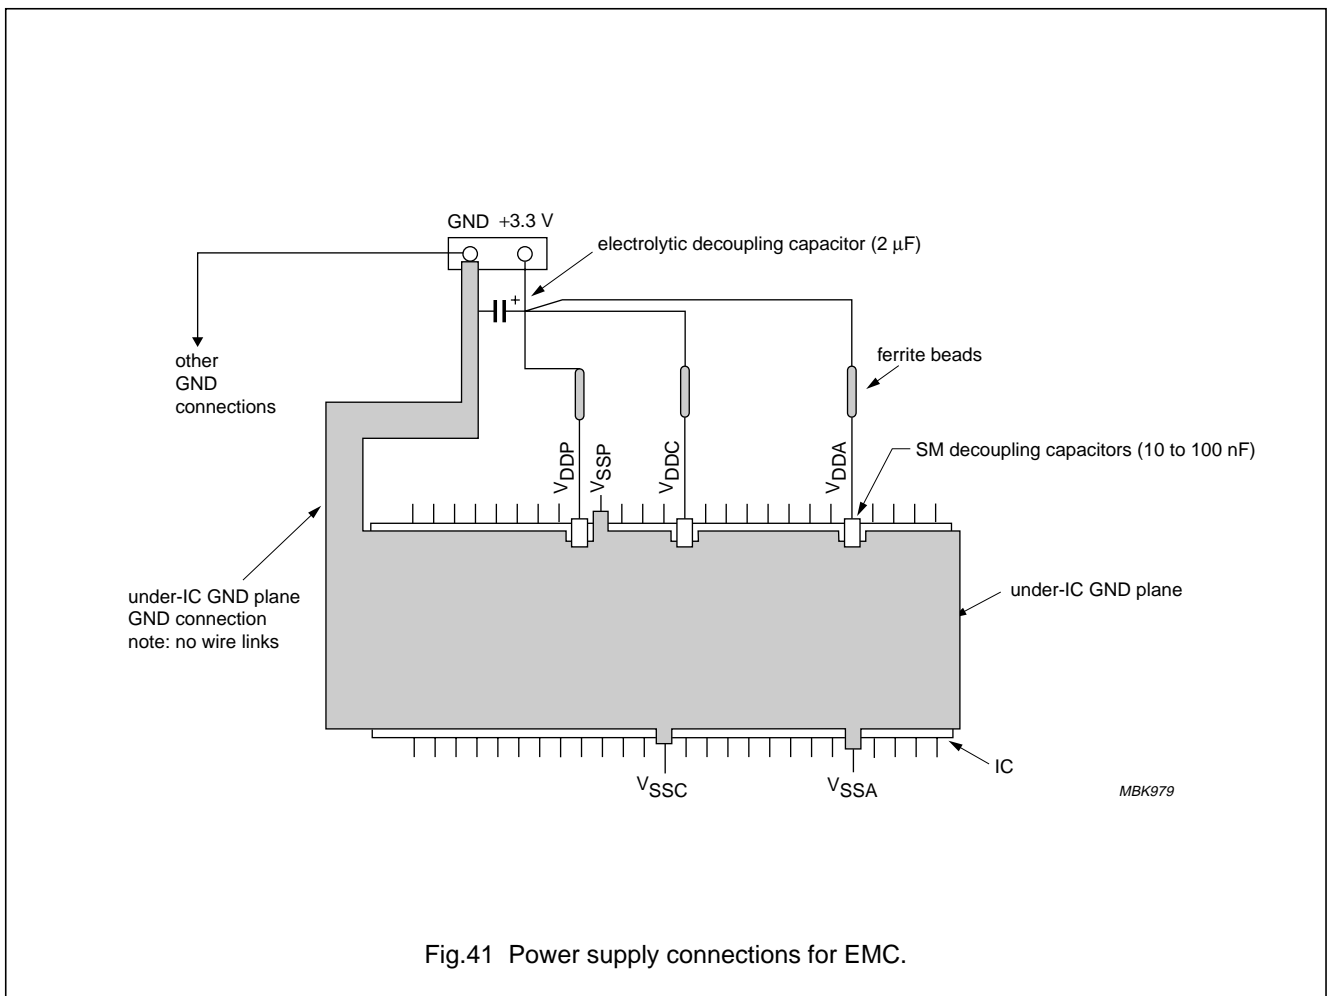 GND +3.3 V
electrolytic decoupling capacitor (2 μF)
+
other
GND
connections
ferrite beads
VDDP
VSSP
VDDC
VDDA
SM decoupling capacitors (10 to 100 nF)
under-IC GND plane
GND connection
note: no wire links
under-IC GND plane
IC
VSSC
VSSA
MBK979
Fig.41 Power supply connections for EMC.